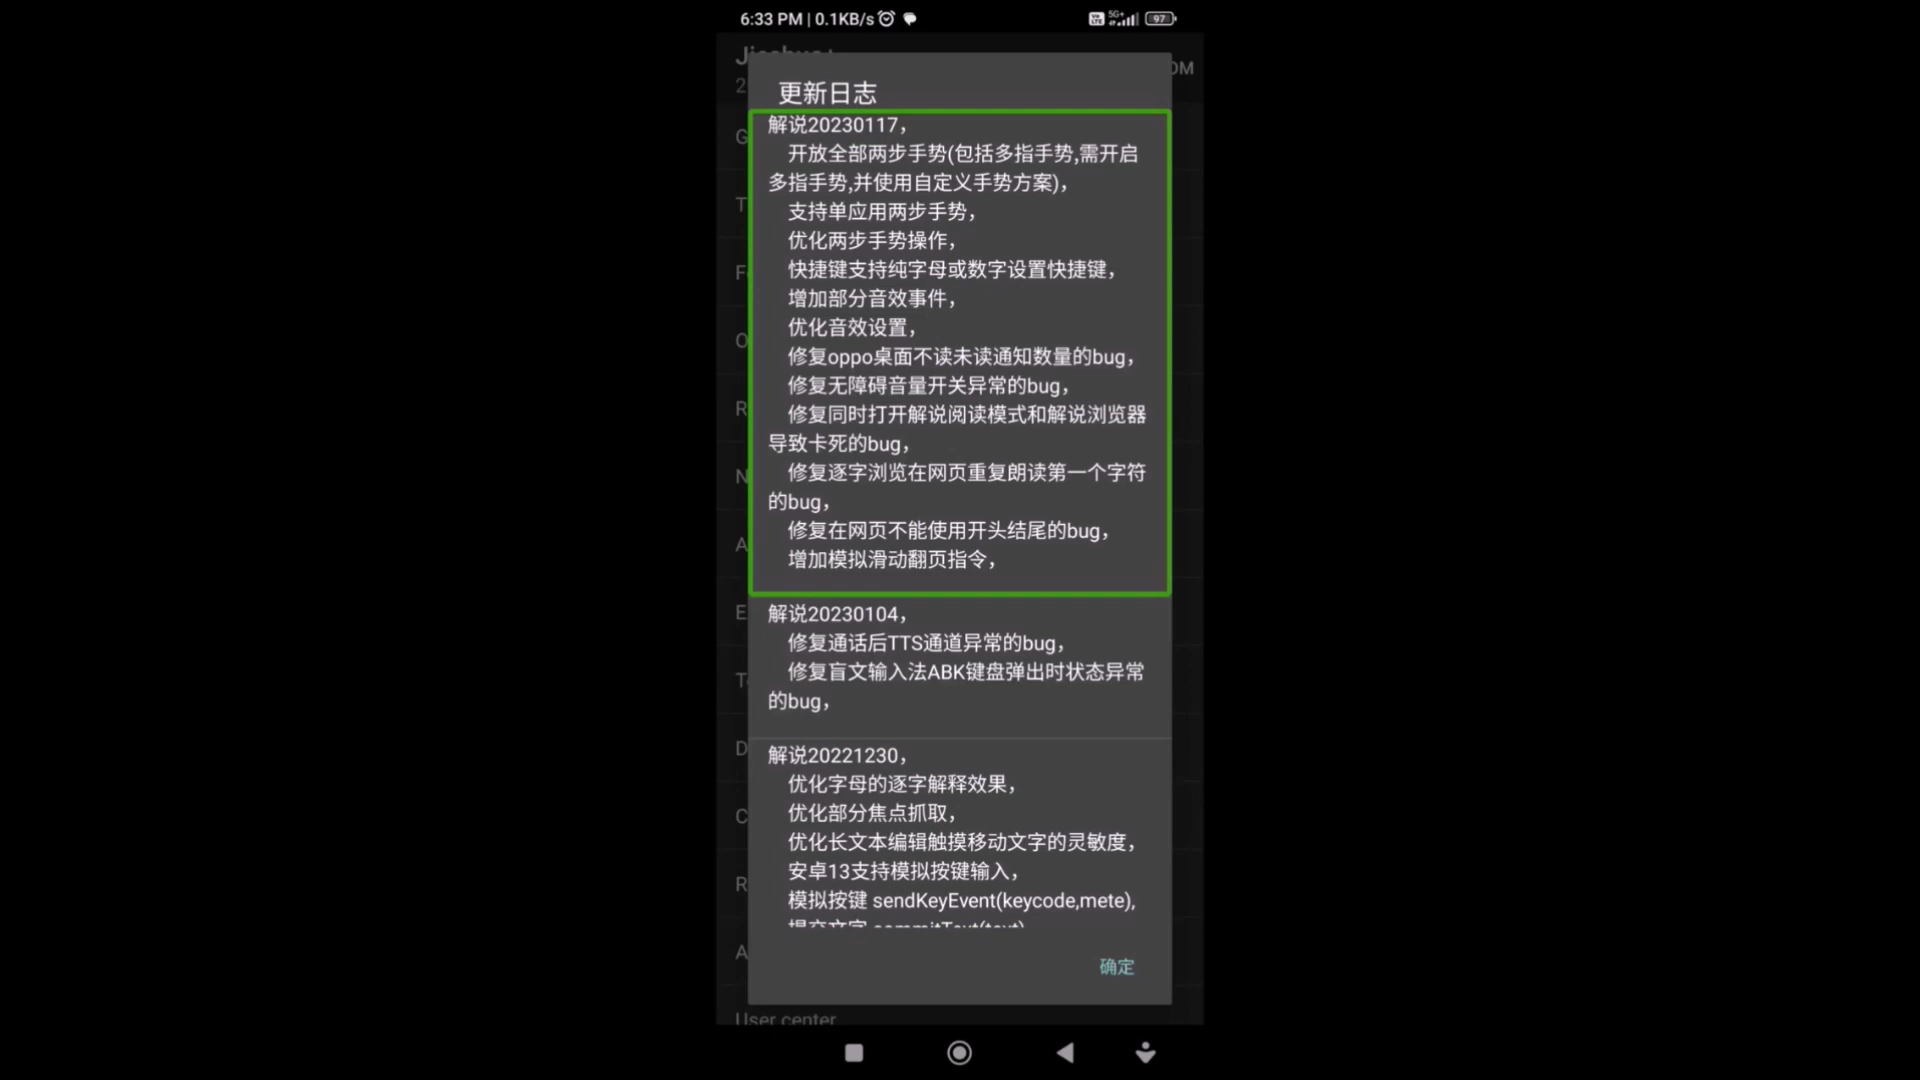 6:33 PM | 0.1KB/s
5G+
97
更新日志
解说20230117，
开放全部两步手势(包括多指手势,需开启
多指手势,并使用自定义手势方案)，
支持单应用两步手势，
优化两步手势操作，
快捷键支持纯字母或数字设置快捷键，
增加部分音效事件，
优化音效设置，
修复oppo桌面不读未读通知数量的bug，
修复无障碍音量开关异常的bug，
修复同时打开解说阅读模式和解说浏览器
导致卡死的bug，
修复逐字浏览在网页重复朗读第一个字符
的bug，
修复在网页不能使用开头结尾的bug，
增加模拟滑动翻页指令，
解说20230104，
修复通话后TTS通道异常的bug，
修复盲文输入法ABK键盘弹出时状态异常
的bug，
解说20221230，
优化字母的逐字解释效果，
优化部分焦点抓取，
优化长文本编辑触摸移动文字的灵敏度，
安卓13支持模拟按键输入，
模拟按键 sendKeyEvent(keycode,mete),
确定
User center